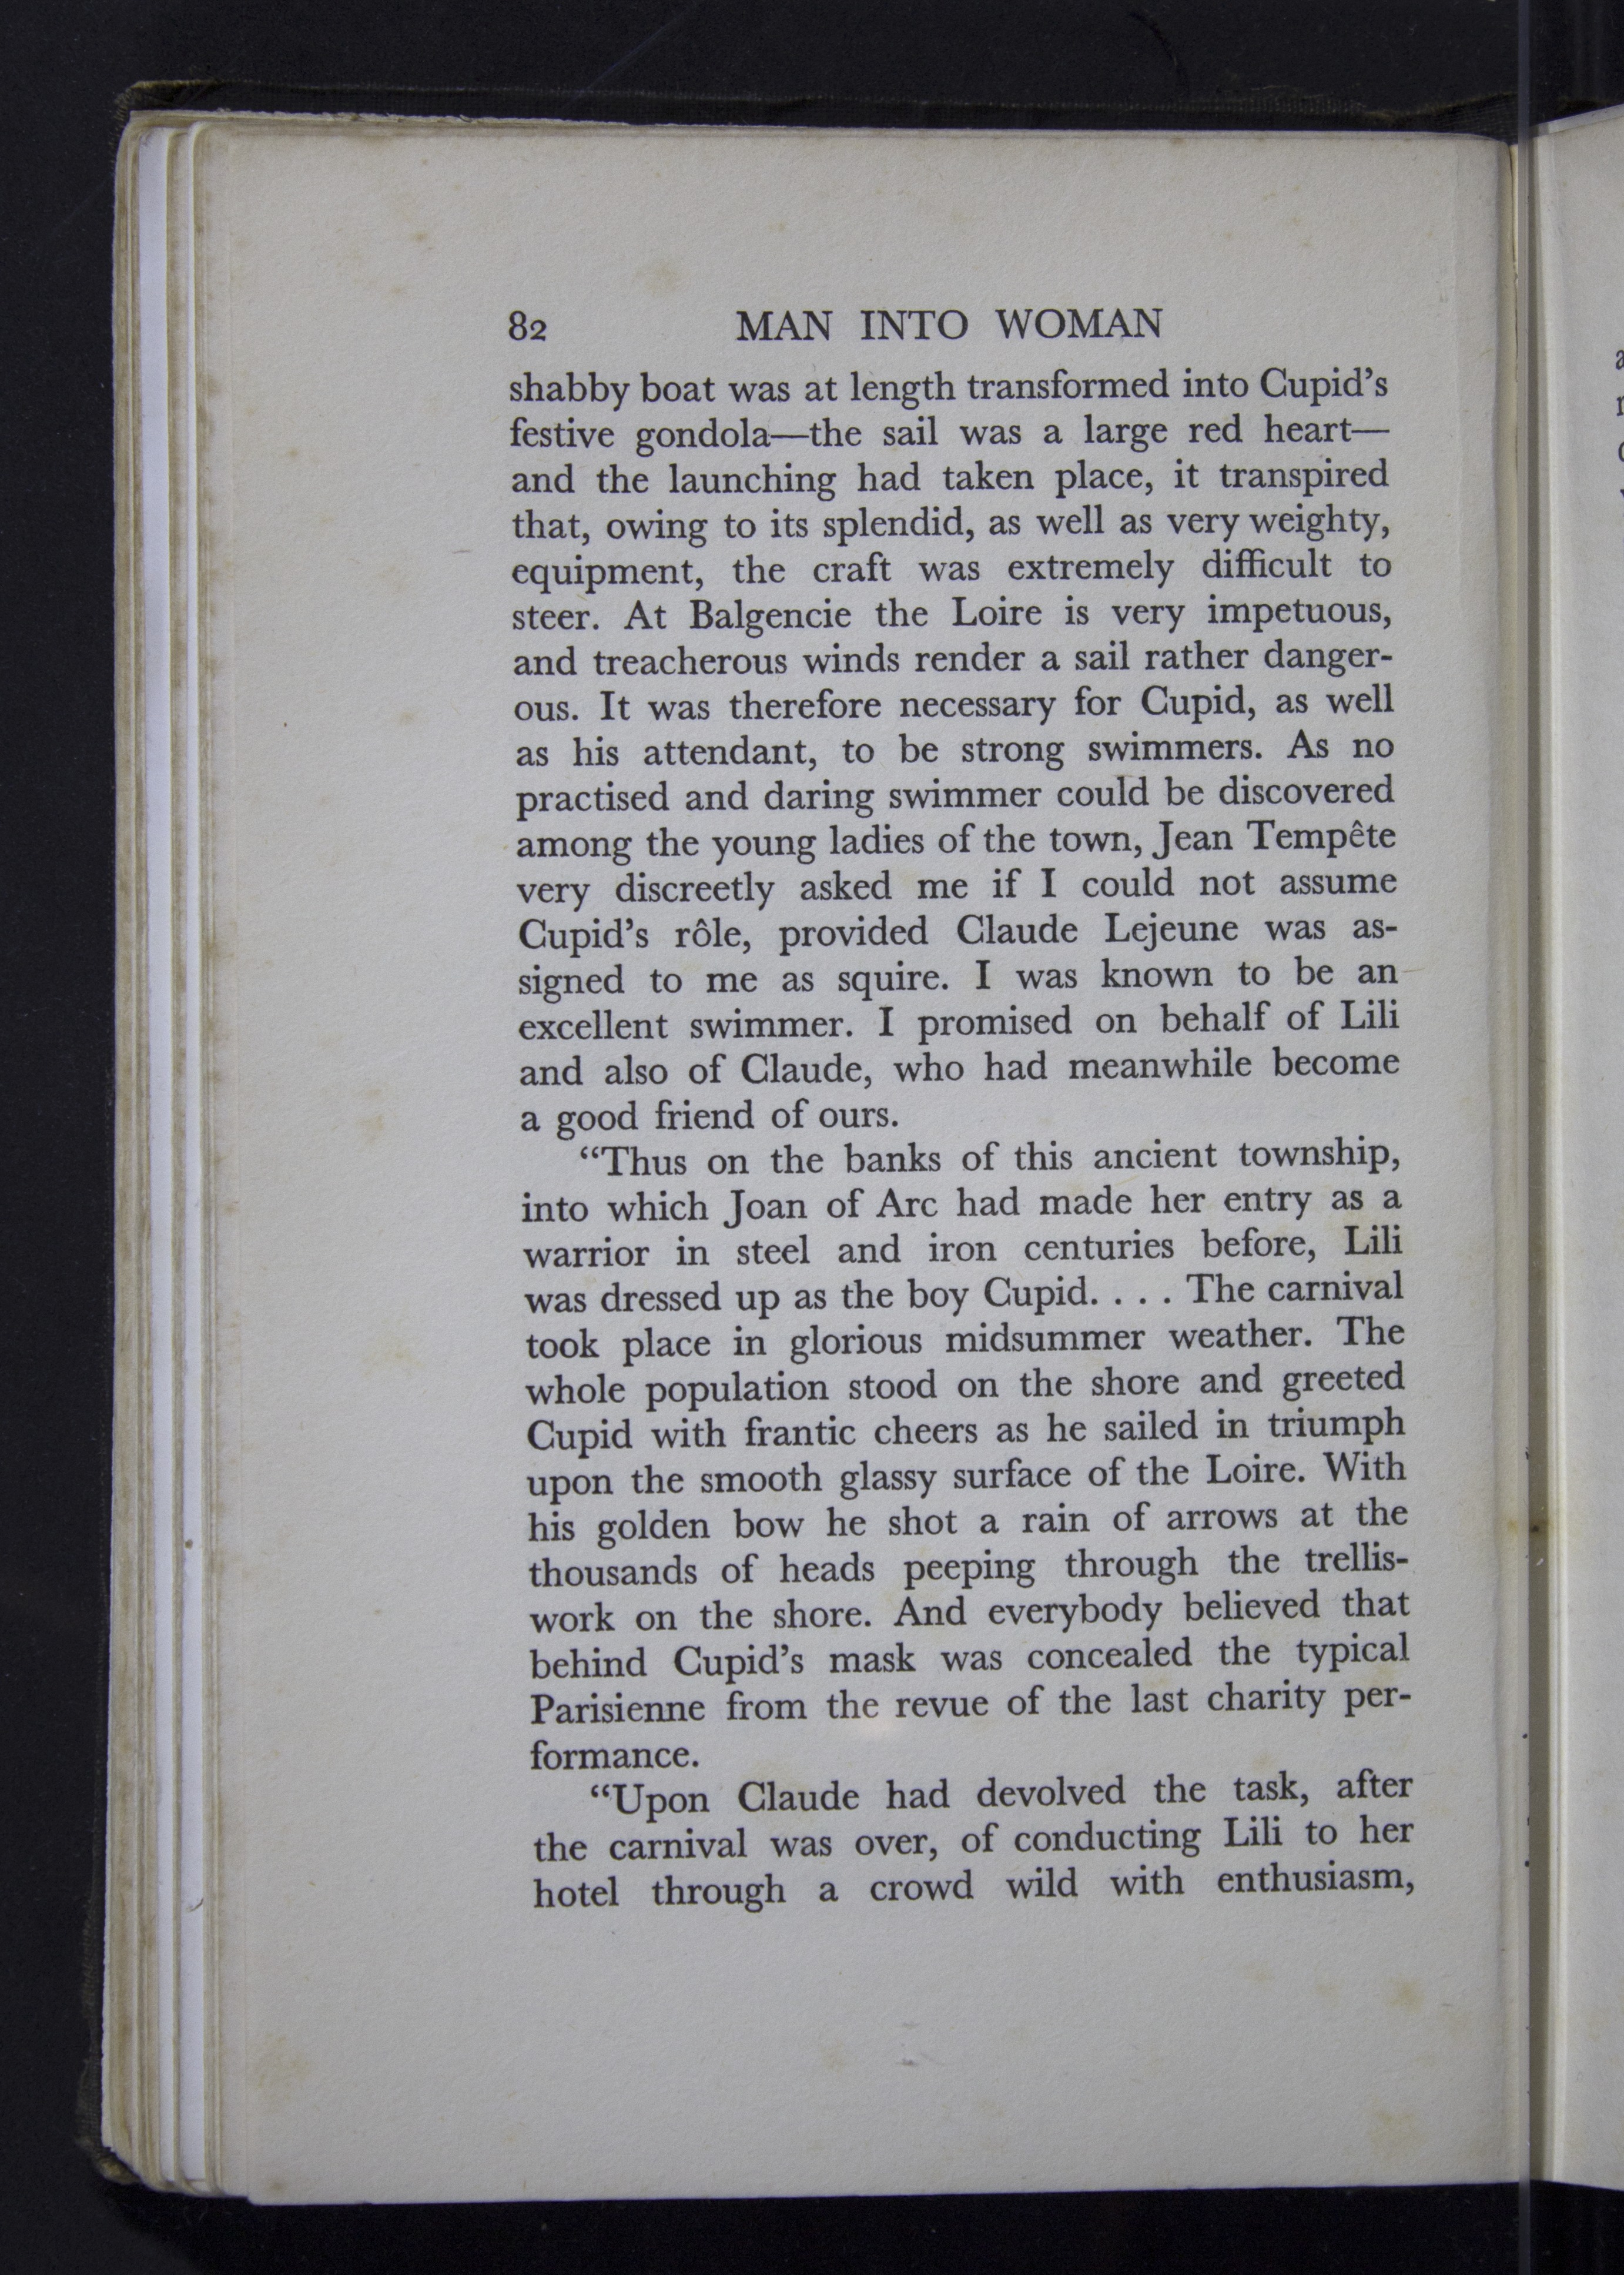 82 MAN INTO WOMAN
shabby boat was at length transformed into Cupid's
festive gondola—the sail was a large red heart—
and the launching had taken place, it transpired
that, owing to its splendid, as well as very weighty,
equipment, the craft was extremely difficult to
steer. At Balgencie the Loire is very impetuous,
and treacherous winds render a sail rather danger-
ous. It was therefore necessary for Cupid, as well
as his attendant, to be strong swimmers. As no
practised and daring swimmer could be discovered
among the young ladies of the town, Jean Tempête
very discreetly asked me if I could not assume
Cupid's rôle, provided Claude Lejeune was as-
signed to me as squire. I was known to be an
excellent swimmer. I promised on behalf of Lili
and also of Claude, who had meanwhile become
a good friend of ours.
"Thus on the banks of this ancient township,
into which Joan of Arc had made her entry as a
warrior in steel and iron centuries before, Lili
was dressed up as the boy Cupid. . . . The carnival
took place in glorious midsummer weather. The
whole population stood on the shore and greeted
Cupid with frantic cheers as he sailed in triumph
upon the smooth glassy surface of the Loire. With
his golden bow he shot a rain of arrows at the
thousands of heads peeping through the trellis-
work on the shore. And everybody believed that
behind Cupid's mask was concealed the typical
Parisienne from the revue of the last charity per-
formance.
"Upon Claude had devolved the task, after
the carnival was over, of conducting Lili to her
hotel through a crowd wild with enthusiasm,